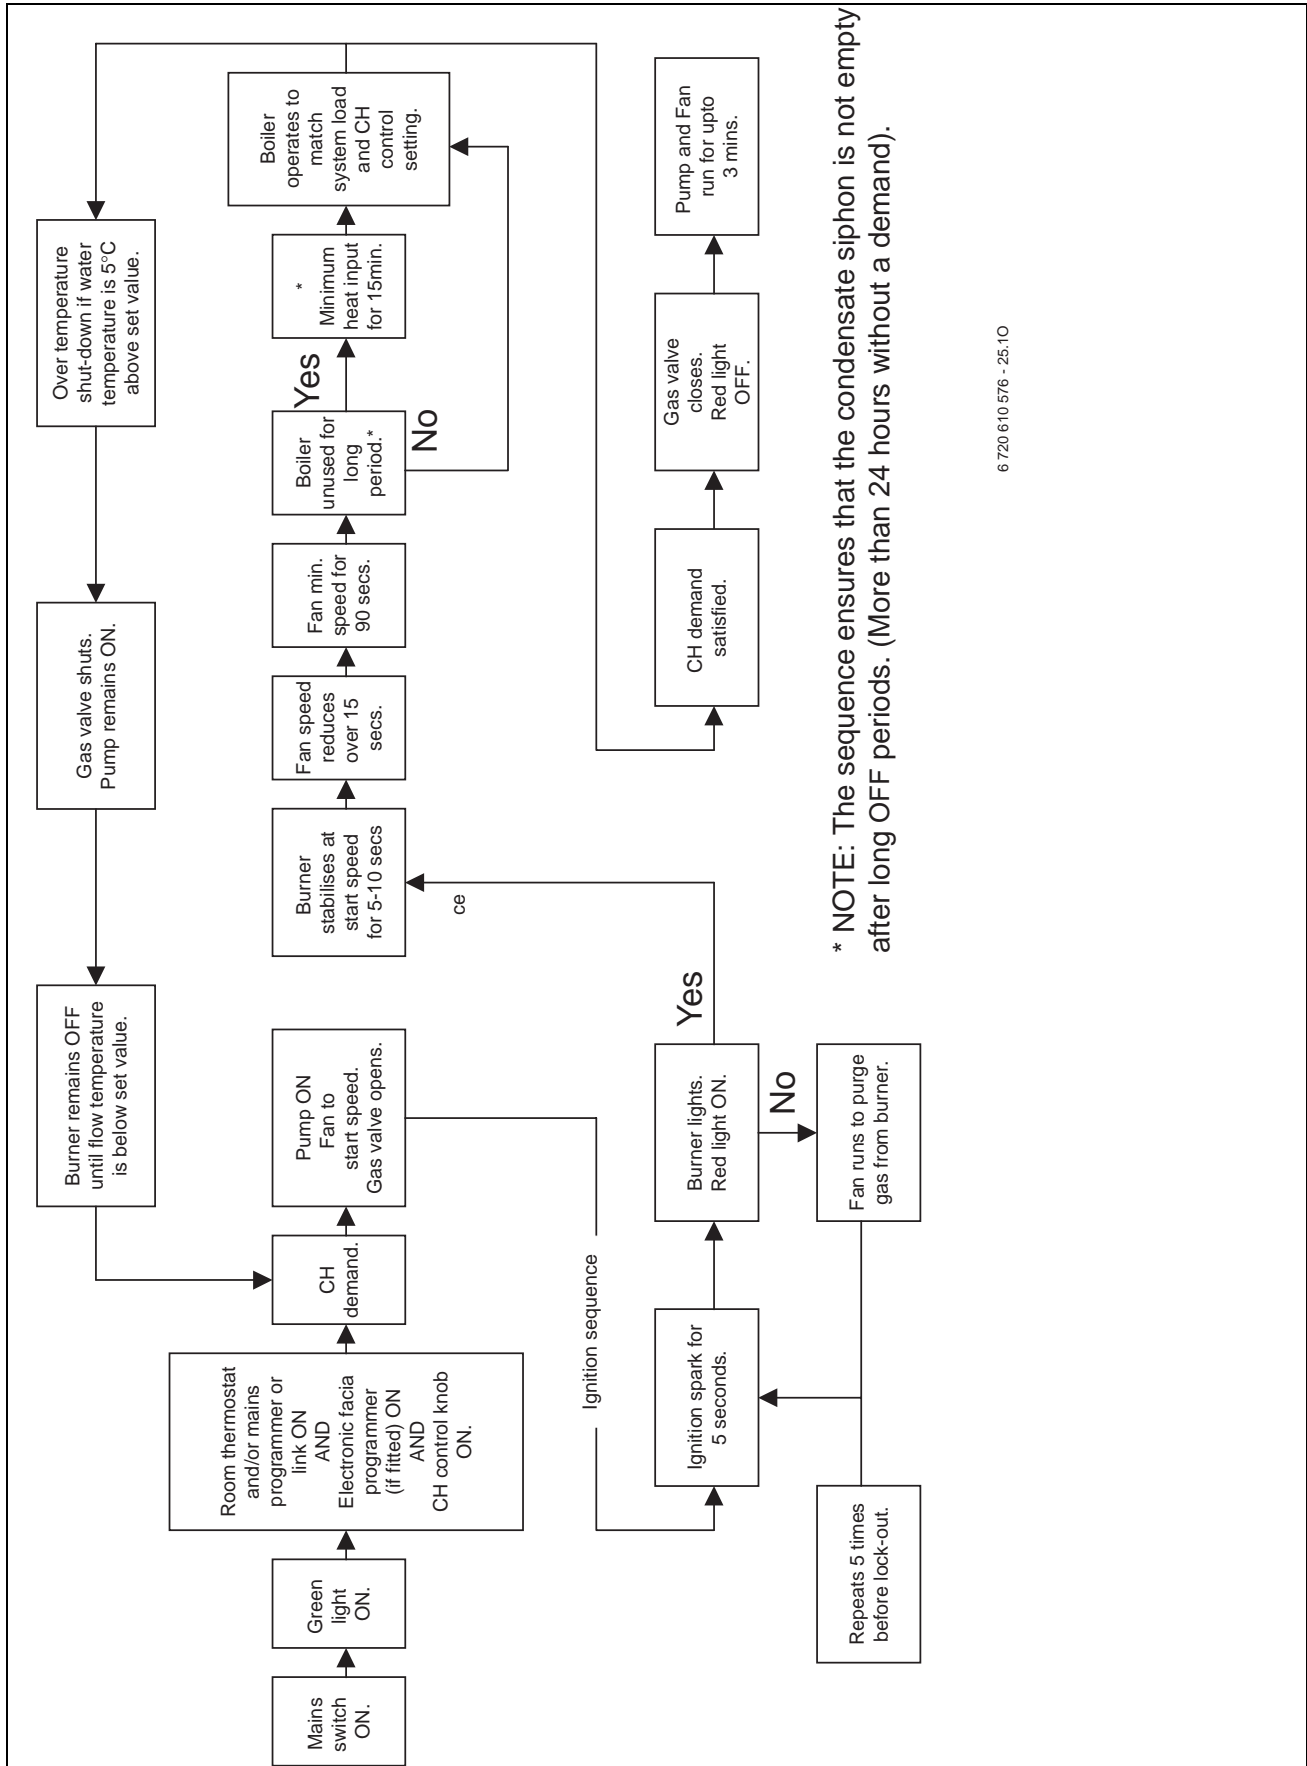 Over temperature
shut-down if water
temperature is 5°C
above set value.
Gas valve shuts.
Pump remains ON.
Burner remains OFF
until flow temperature
is below set value.
Mains
switch
ON.
Green
light
ON.
Room thermostat
and/or mains
programmer or
link ON
AND
Electronic facia
programmer
(if fitted) ON
AND
CH control knob
ON.
CH
demand.
Pump ON
Fan to
start speed.
Gas valve opens.
Burner
stabilises at
start speed
for 5-10 secs
Fan speed
reduces
over 15
secs.
Fan min.
speed for
90 secs.
Boiler
unused for
long
period.*
Yes
No
*
Minimum
heat input
for 15min.
Boiler
operates to
match
system load
and CH
control
setting.
ce
Ignition sequence
Ignition spark for
5 seconds.
Burner lights.
Red light ON.
Yes
No
CH demand
satisfied.
Gas valve
closes.
Red light
OFF.
Pump and Fan
run for upto
3 mins.
Repeats 5 times
before lock-out.
Fan runs to purge
gas from burner.
* NOTE: The sequence ensures that the condensate siphon is not empty
after long OFF periods. (More than 24 hours without a demand).
6 720 610 576 - 25.1O